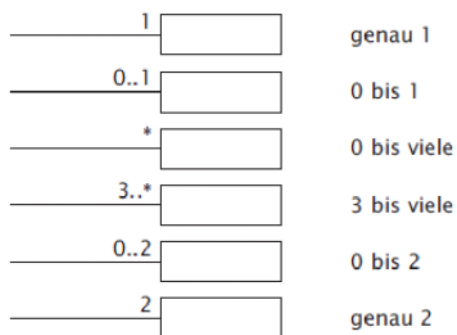 1 genau 1
0..1 0 bis 1
* 0 bis viele
3..* 3 bis viele
0..2 0 bis 2
2 genau 2